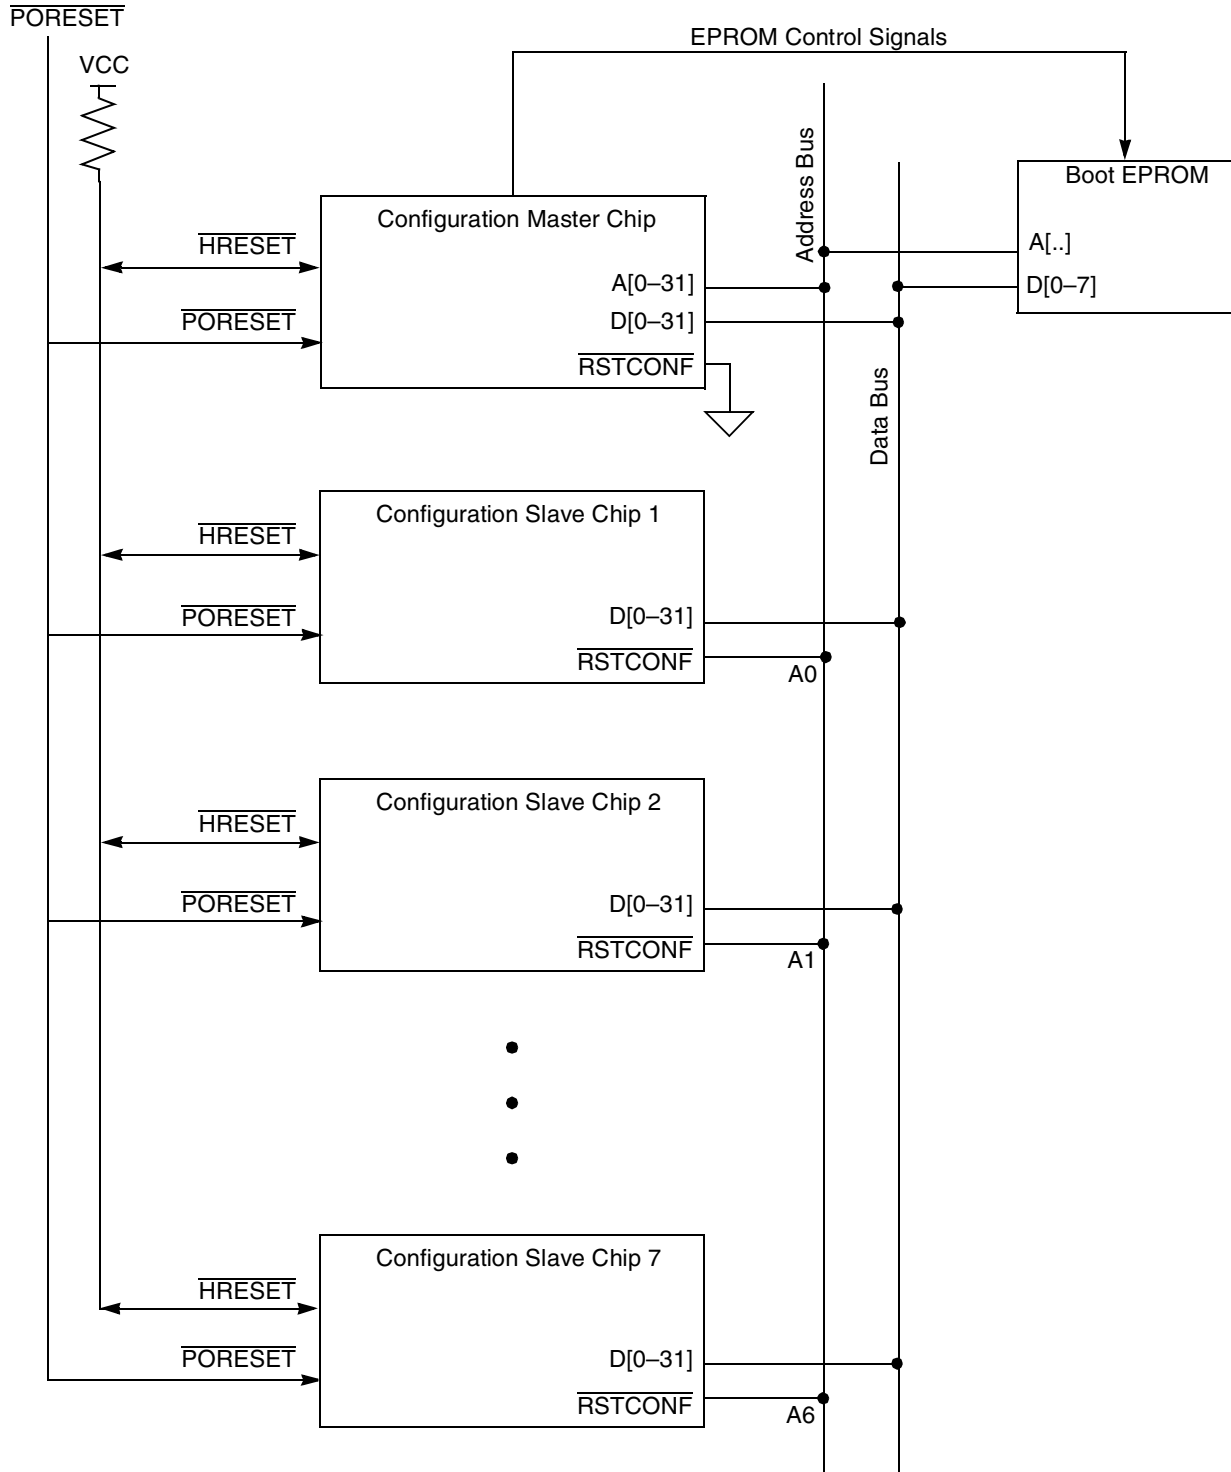 PORESET
VCC
EPROM Control Signals
Address Bus
Data Bus
Boot EPROM
A[..]
D[0–7]
Configuration Master Chip
HRESET
PORESET
A[0–31]
D[0–31]
RSTCONF
Configuration Slave Chip 1
HRESET
PORESET
D[0–31]
RSTCONF
A0
Configuration Slave Chip 2
HRESET
PORESET
D[0–31]
RSTCONF
A1
Configuration Slave Chip 7
HRESET
PORESET
D[0–31]
RSTCONF
A6